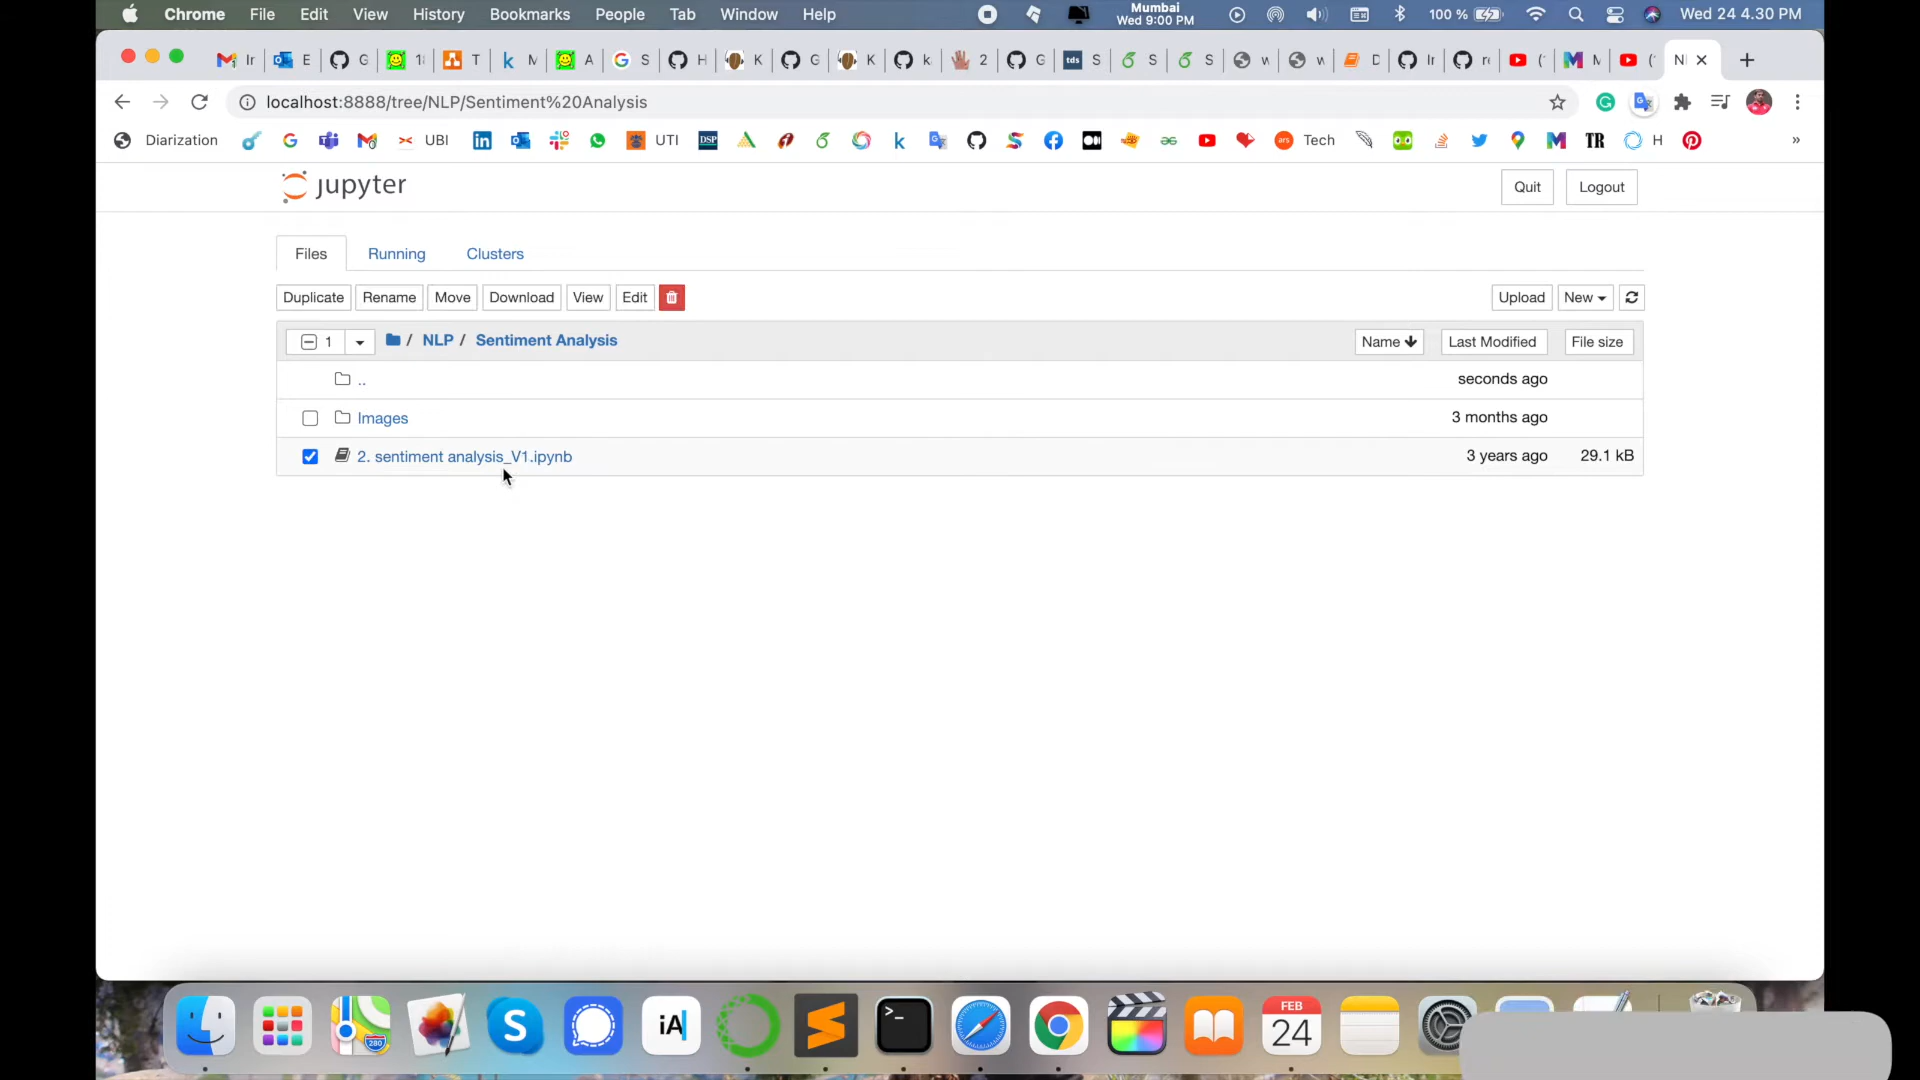 Chrome File Edit View History Bookmarks People Tab Window Help Mumbai Wed 9:00 PM 100 % Wed 24 4.30 PM
localhost:8888/tree/NLP/Sentiment%20Analysis
Diarization UBI UTI DSP Tech TR H »
jupyter Quit Logout
Files Running Clusters
Duplicate Rename Move Download View Edit Upload New
1 / NLP / Sentiment Analysis Name Last Modified File size
.. seconds ago
Images 3 months ago
2. sentiment analysis_V1.ipynb 3 years ago 29.1 kB
iA
>_
280
FEB
24